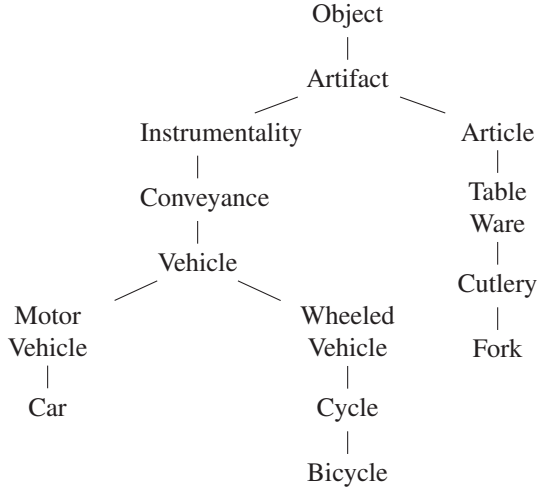 Object
Artifact
Instrumentality
Article
Conveyance
Table
Ware
Vehicle
Cutlery
Motor
Vehicle
Wheeled
Vehicle
Fork
Car
Cycle
Bicycle